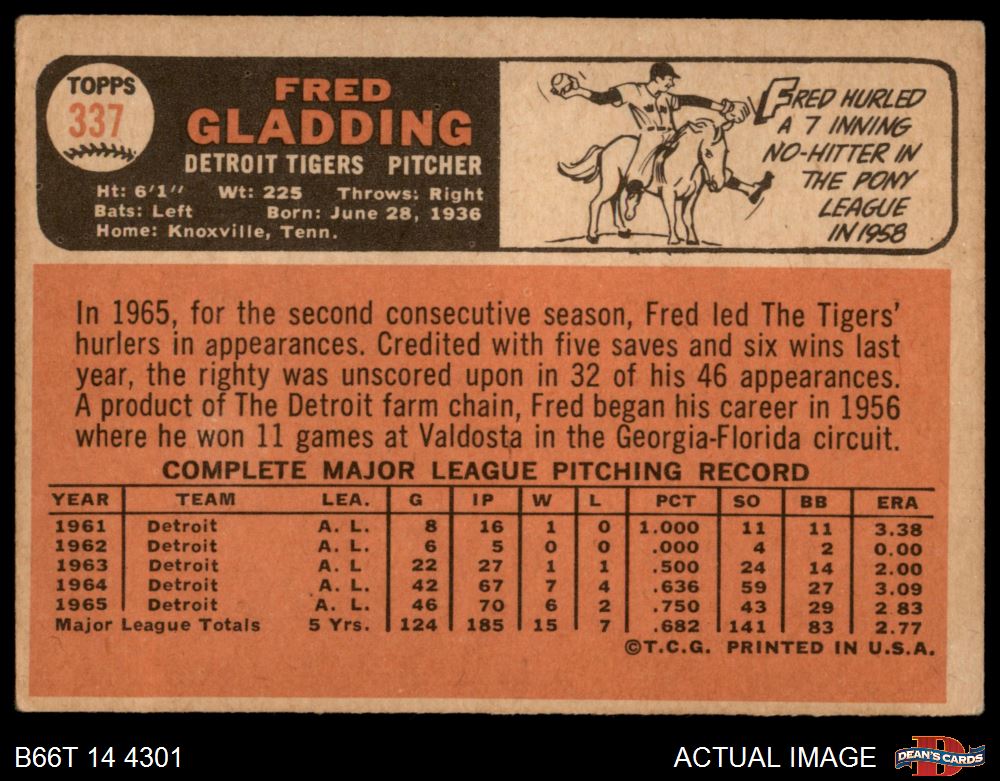 TOPPS
337
FRED
GLADDING
DETROIT TIGERS PITCHER
Ht: 6'1" Wt: 225 Throws: Right
Bats: Left Born: June 28, 1936
Home: Knoxville, Tenn.
FRED HURLED
A 7 INNING
NO-HITTER IN
THE PONY
LEAGUE
IN 1958
In 1965, for the second consecutive season, Fred led The Tigers'
hurlers in appearances. Credited with five saves and six wins last
year, the righty was unscored upon in 32 of his 46 appearances.
A product of The Detroit farm chain, Fred began his career in 1956
where he won 11 games at Valdosta in the Georgia-Florida circuit.
COMPLETE MAJOR LEAGUE PITCHING RECORD
YEAR TEAM LEA. G IP W L PCT SO BB ERA
1961 Detroit A. L. 8 16 1 0 1.000 11 11 3.38
1962 Detroit A. L. 6 5 0 0 .000 4 2 0.00
1963 Detroit A. L 22 27 1 1 .500 24 14 2.00
1964 Detroit A. L. 42 67 7 4 .636 59 27 3.09
1965 Detroit A. L. 46 70 6 2 .750 43 29 2 83
Major League Totals 5 Yrs. 124 185 15 7 .682 141 83 2.77
©T.C.G. PRINTED IN U.S.A.
B66T 14 4301
ACTUAL IMAGE
D
DEAN'S CARDS